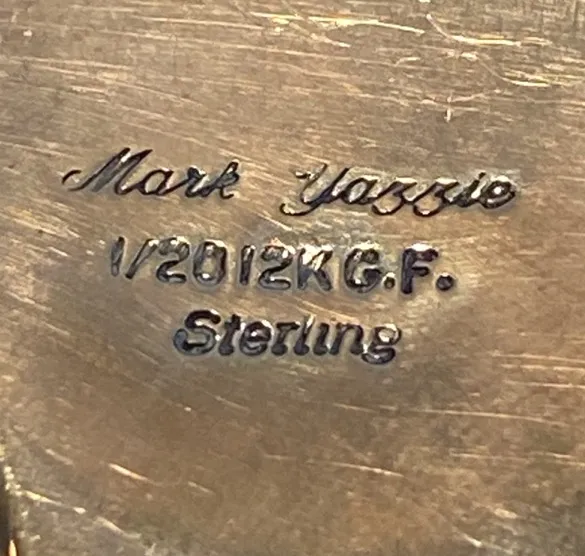 Mark Yazzie
1/20 12K G.F.
Sterling